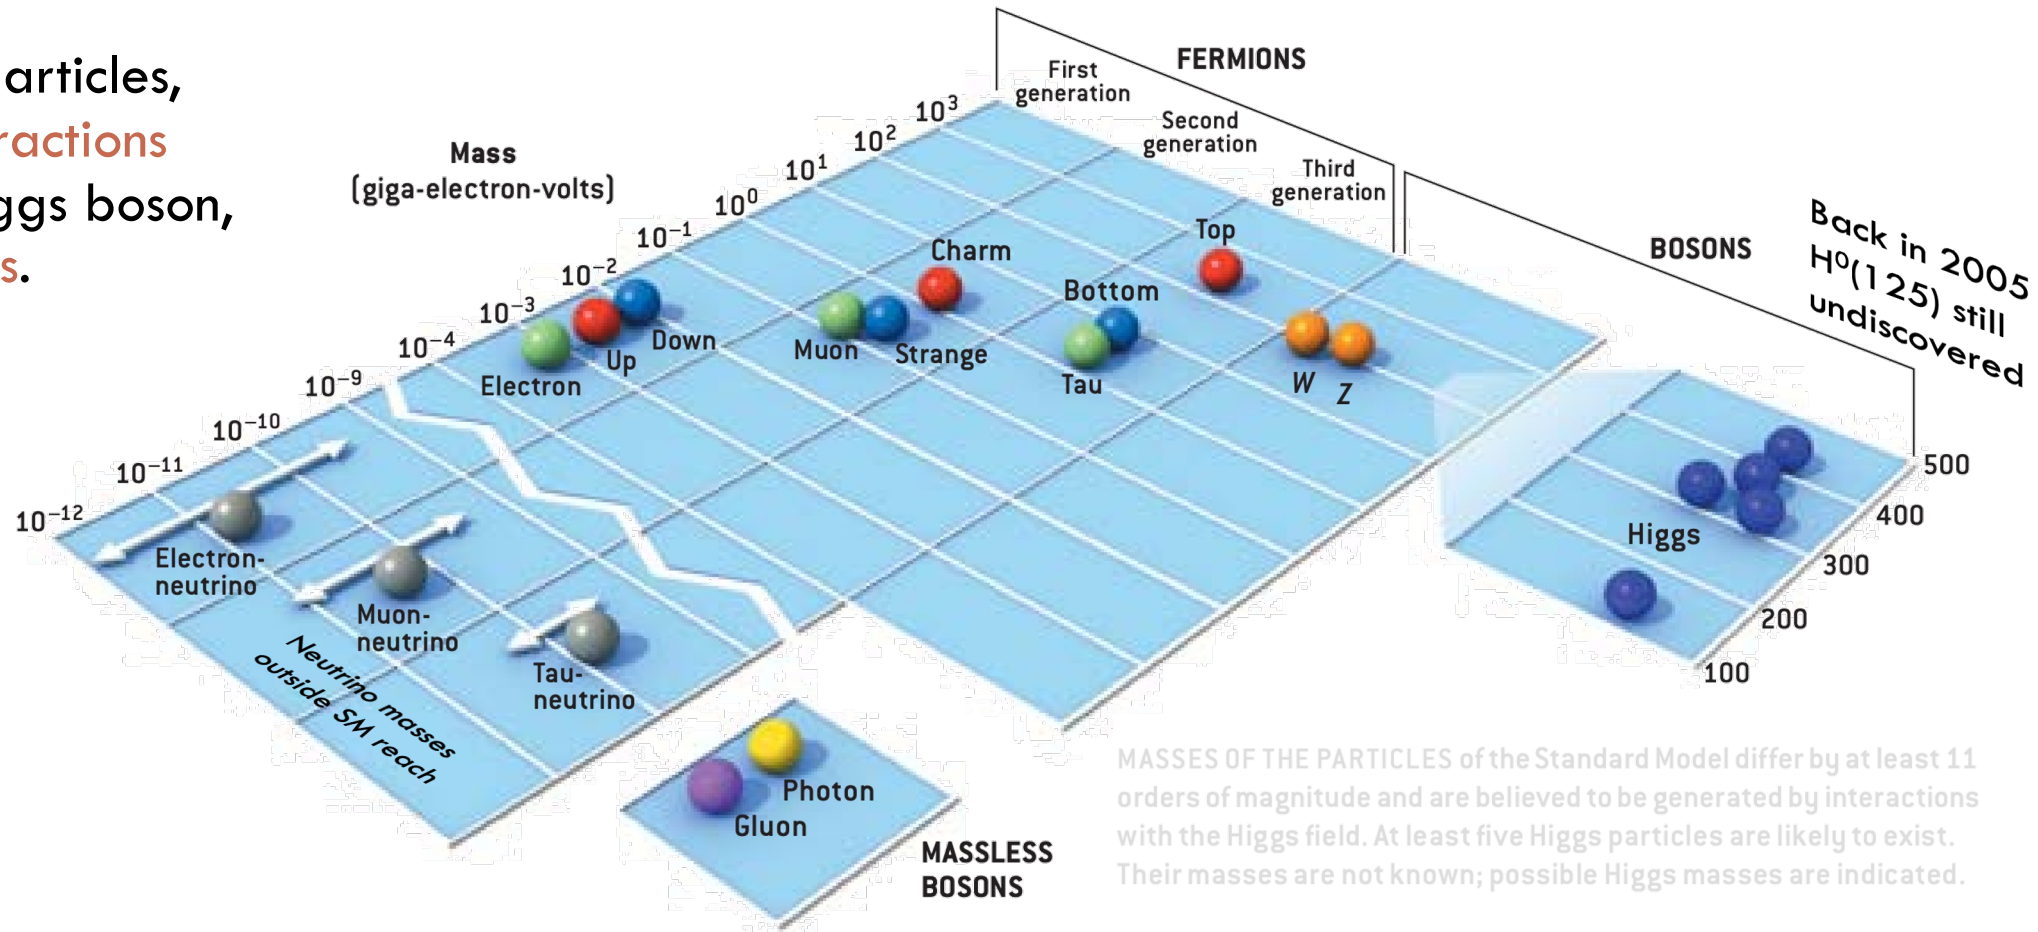 articles,
ractions
ggs boson,
s.
Mass
(giga-electron-volts)
FERMIONS
First
generation
Second
generation
Third
generation
BOSONS
Back in 2005
H⁰(125) still
undiscovered
10³
10²
10¹
10⁰
10⁻¹
10⁻²
10⁻³
10⁻⁴
10⁻⁹
10⁻¹⁰
10⁻¹¹
10⁻¹²
Top
Charm
Bottom
Down
Up
Electron
Muon
Strange
Tau
W
Z
Higgs
500
400
300
200
100
Electron-
neutrino
Muon-
neutrino
Tau-
neutrino
Neutrino masses
outside SM reach
Photon
Gluon
MASSLESS
BOSONS
MASSES OF THE PARTICLES of the Standard Model differ by at least 11
orders of magnitude and are believed to be generated by interactions
with the Higgs field. At least five Higgs particles are likely to exist.
Their masses are not known; possible Higgs masses are indicated.